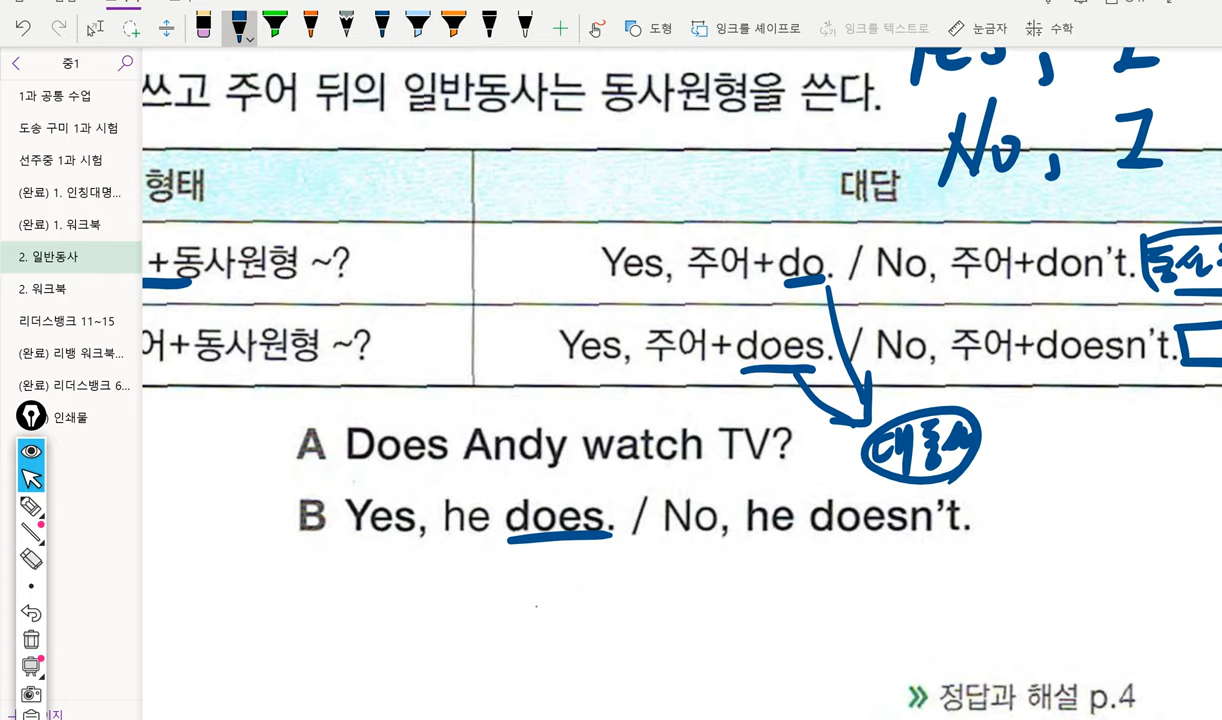 도형
잉크를 셰이프로
잉크를 텍스트로
눈금자
수학
중1
1과 공통 수업
도송 구미 1과 시험
선주중 1과 시험
(완료) 1. 인칭대명...
(완료) 1. 워크북
2. 일반동사
2. 워크북
리더스뱅크 11~15
(완료) 리뱅 워크북...
(완료) 리더스뱅크 6...
인쇄물
Yes, I
쓰고 주어 뒤의 일반동사는 동사원형을 쓴다.
No, I
형태
대답
+동사원형 ~?
Yes, 주어+do. / No, 주어+don't.
어+동사원형 ~?
Yes, 주어+does. / No, 주어+doesn't.
대동사
A Does Andy watch TV?
B Yes, he does. / No, he doesn't.
» 정답과 해설 p.4